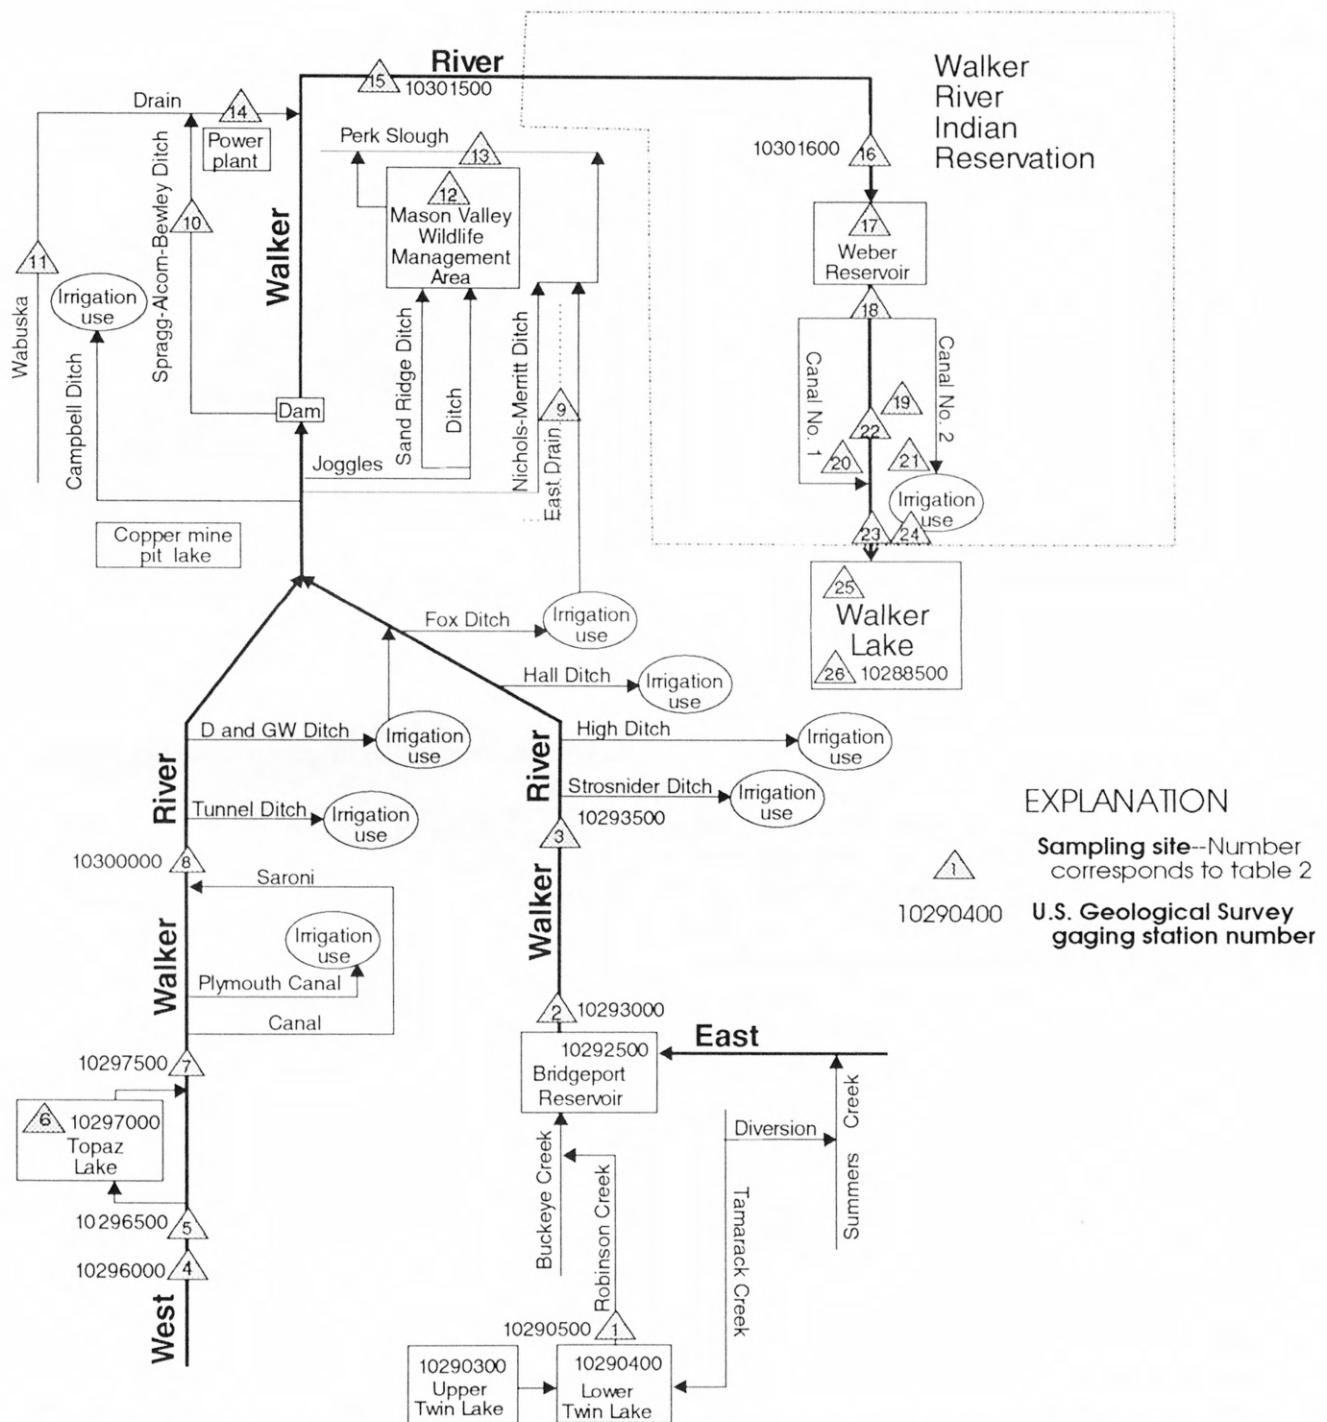 River
15
10301500
Walker
River
Indian
Reservation
Drain
14
Power
plant
Perk Slough
13
10301600
16
12
Mason Valley
Wildlife
Management
Area
17
Weber
Reservoir
18
Spragg-Alcorn-Bewley Ditch
10
11
Wabuska
Walker
Irrigation
use
Campbell Ditch
Dam
Sand Ridge Ditch
Ditch
Nichols-Merritt Ditch
9
East Drain
Joggles
Canal No. 1
Canal No. 2
19
22
20
21
Irrigation
use
23
24
Copper mine
pit lake
25
Walker
Lake
26
10288500
Fox Ditch
Irrigation
use
Hall Ditch
Irrigation
use
D and GW Ditch
Irrigation
use
High Ditch
Irrigation
use
River
River
Strosnider Ditch
Irrigation
use
Tunnel Ditch
Irrigation
use
10293500
3
10300000
8
Saroni
EXPLANATION
1
Sampling site--Number
corresponds to table 2
10290400
U.S. Geological Survey
gaging station number
Walker
Walker
Irrigation
use
Plymouth Canal
Canal
2
10293000
East
10292500
Bridgeport
Reservoir
10297500
7
6
10297000
Topaz
Lake
Summers Creek
Diversion
Buckeye Creek
Robinson Creek
Tamarack Creek
10296500
5
10296000
4
West
10290500
1
10290300
Upper
Twin Lake
10290400
Lower
Twin Lake